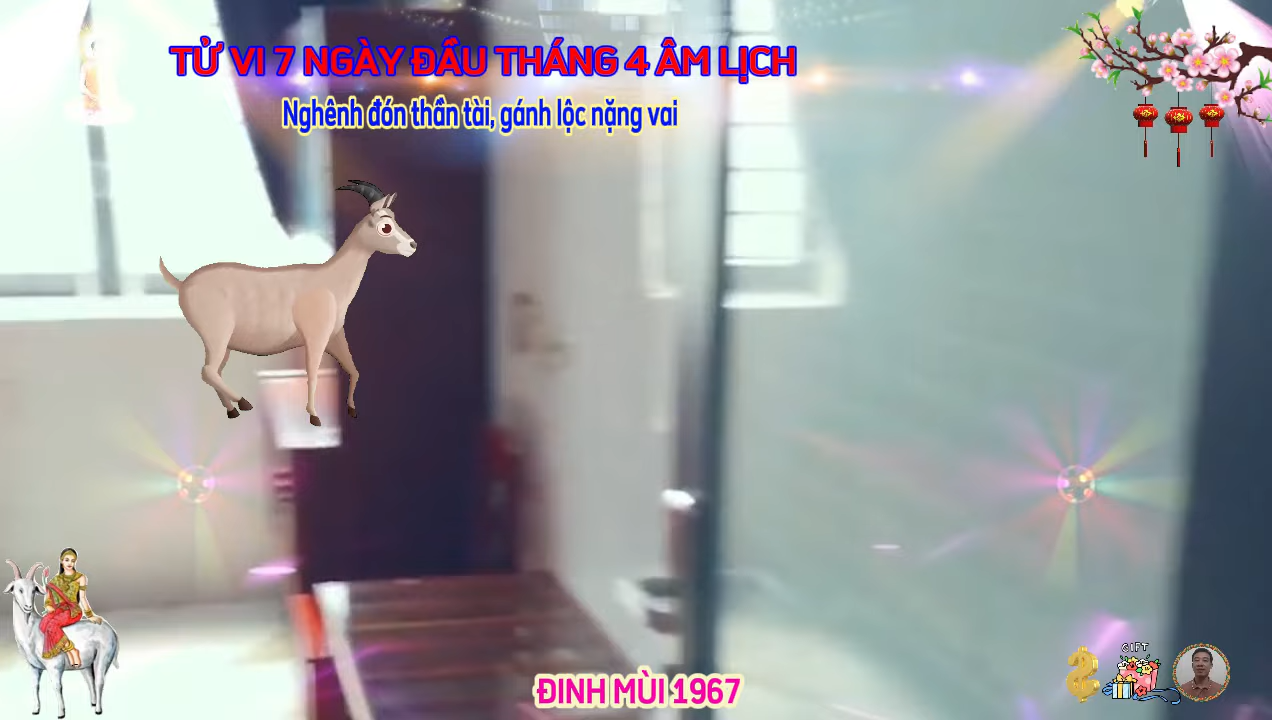 TỬ VI 7 NGÀY ĐẦU THÁNG 4 ÂM LỊCH
Nghênh đón thần tài, gánh lộc nặng vai
GIFT
ĐINH MÙI 1967